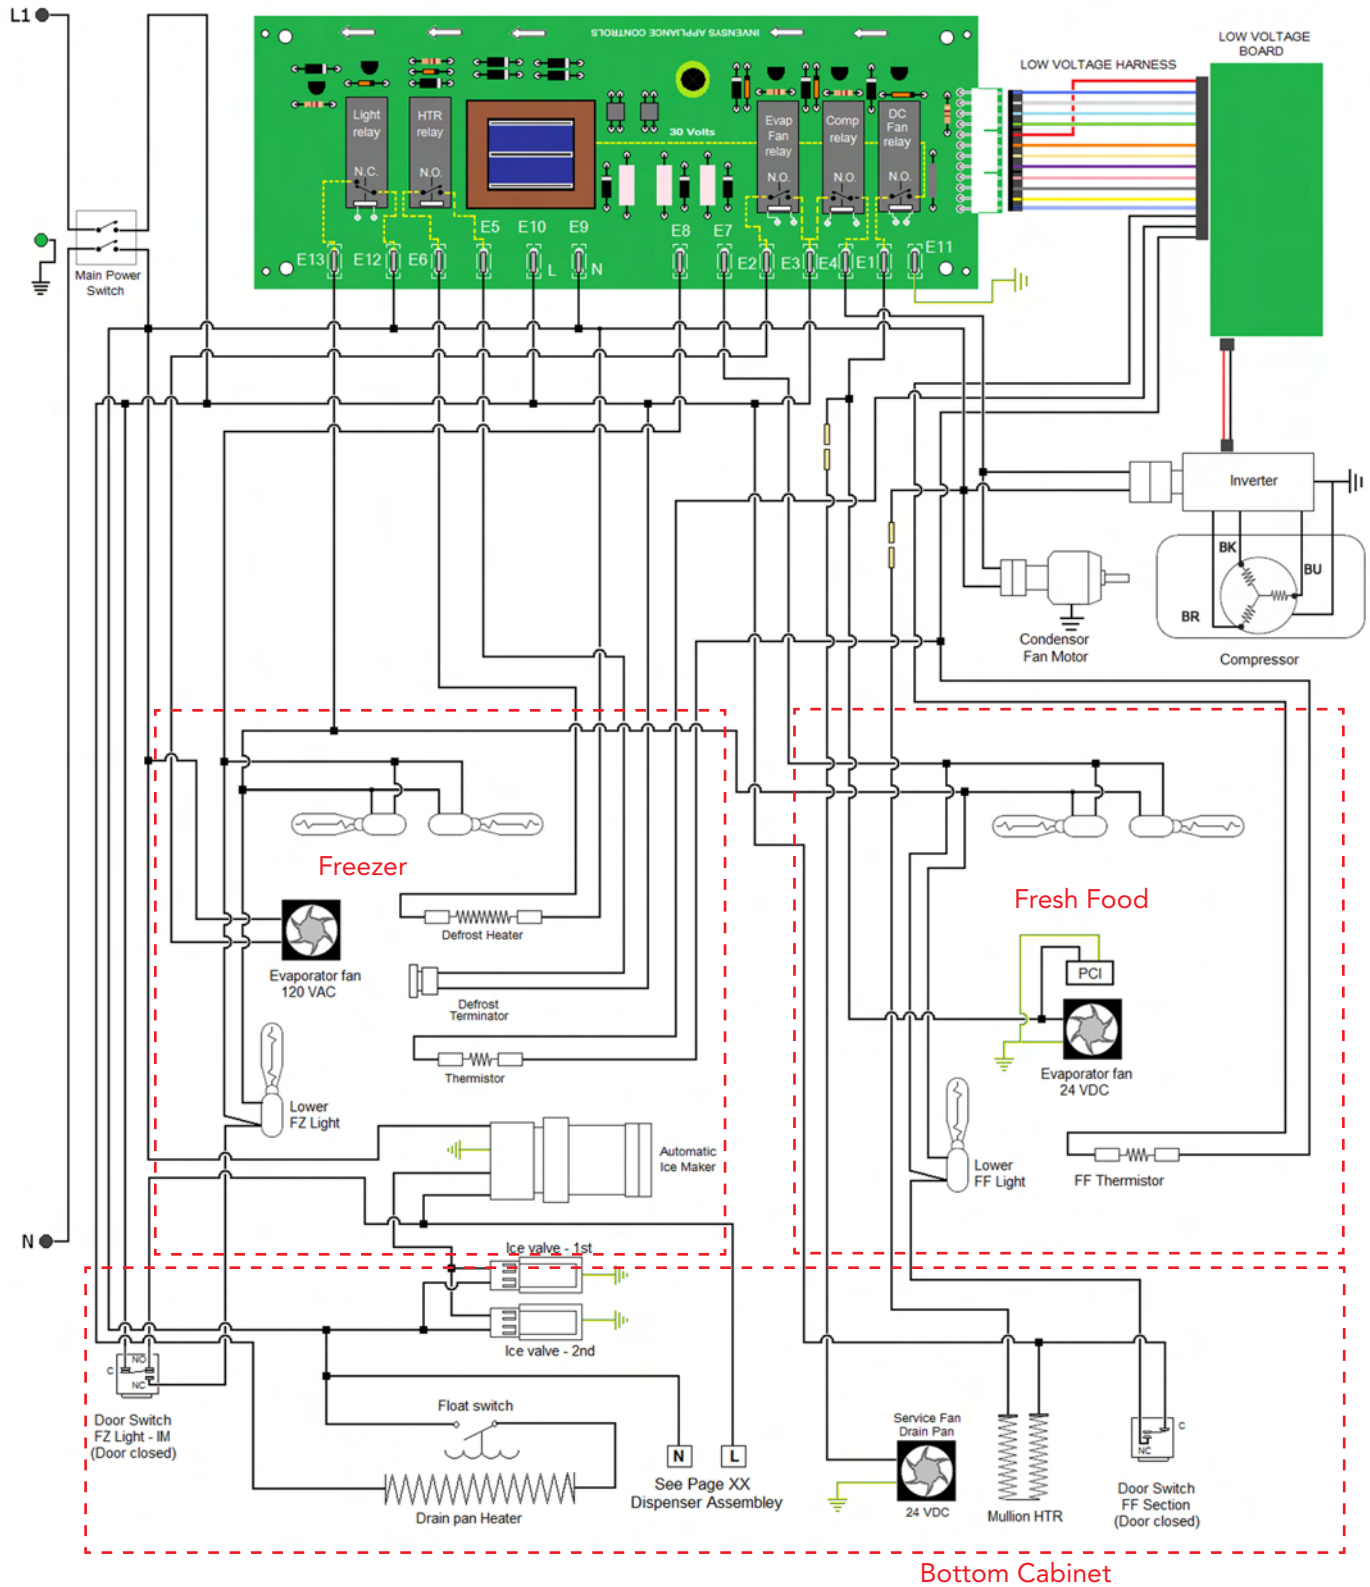 L1
INVENSYS APPLIANCE CONTROLS
LOW VOLTAGE
BOARD
LOW VOLTAGE HARNESS
Light
relay
N.C.
HTR
relay
N.O.
30 Volts
Evap
Fan
relay
N.O.
Comp
relay
N.O.
DC
Fan
relay
N.O.
E5
E10
E9
E8
E7
E11
E13
E12
E6
L
N
E2
E3
E4
E1
Main Power
Switch
Inverter
BK
BU
BR
Compressor
Condensor
Fan Motor
Freezer
Fresh Food
Defrost Heater
Evaporator fan
120 VAC
Defrost
Terminator
Thermistor
PCI
Evaporator fan
24 VDC
Lower
FZ Light
Automatic
Ice Maker
Lower
FF Light
FF Thermistor
N
Ice valve - 1st
Ice valve - 2nd
NO
C
NC
Door Switch
FZ Light - IM
(Door closed)
Float switch
Drain pan Heater
N
L
See Page XX
Dispenser Assembley
Service Fan
Drain Pan
24 VDC
Mullion HTR
C
NC
Door Switch
FF Section
(Door closed)
Bottom Cabinet